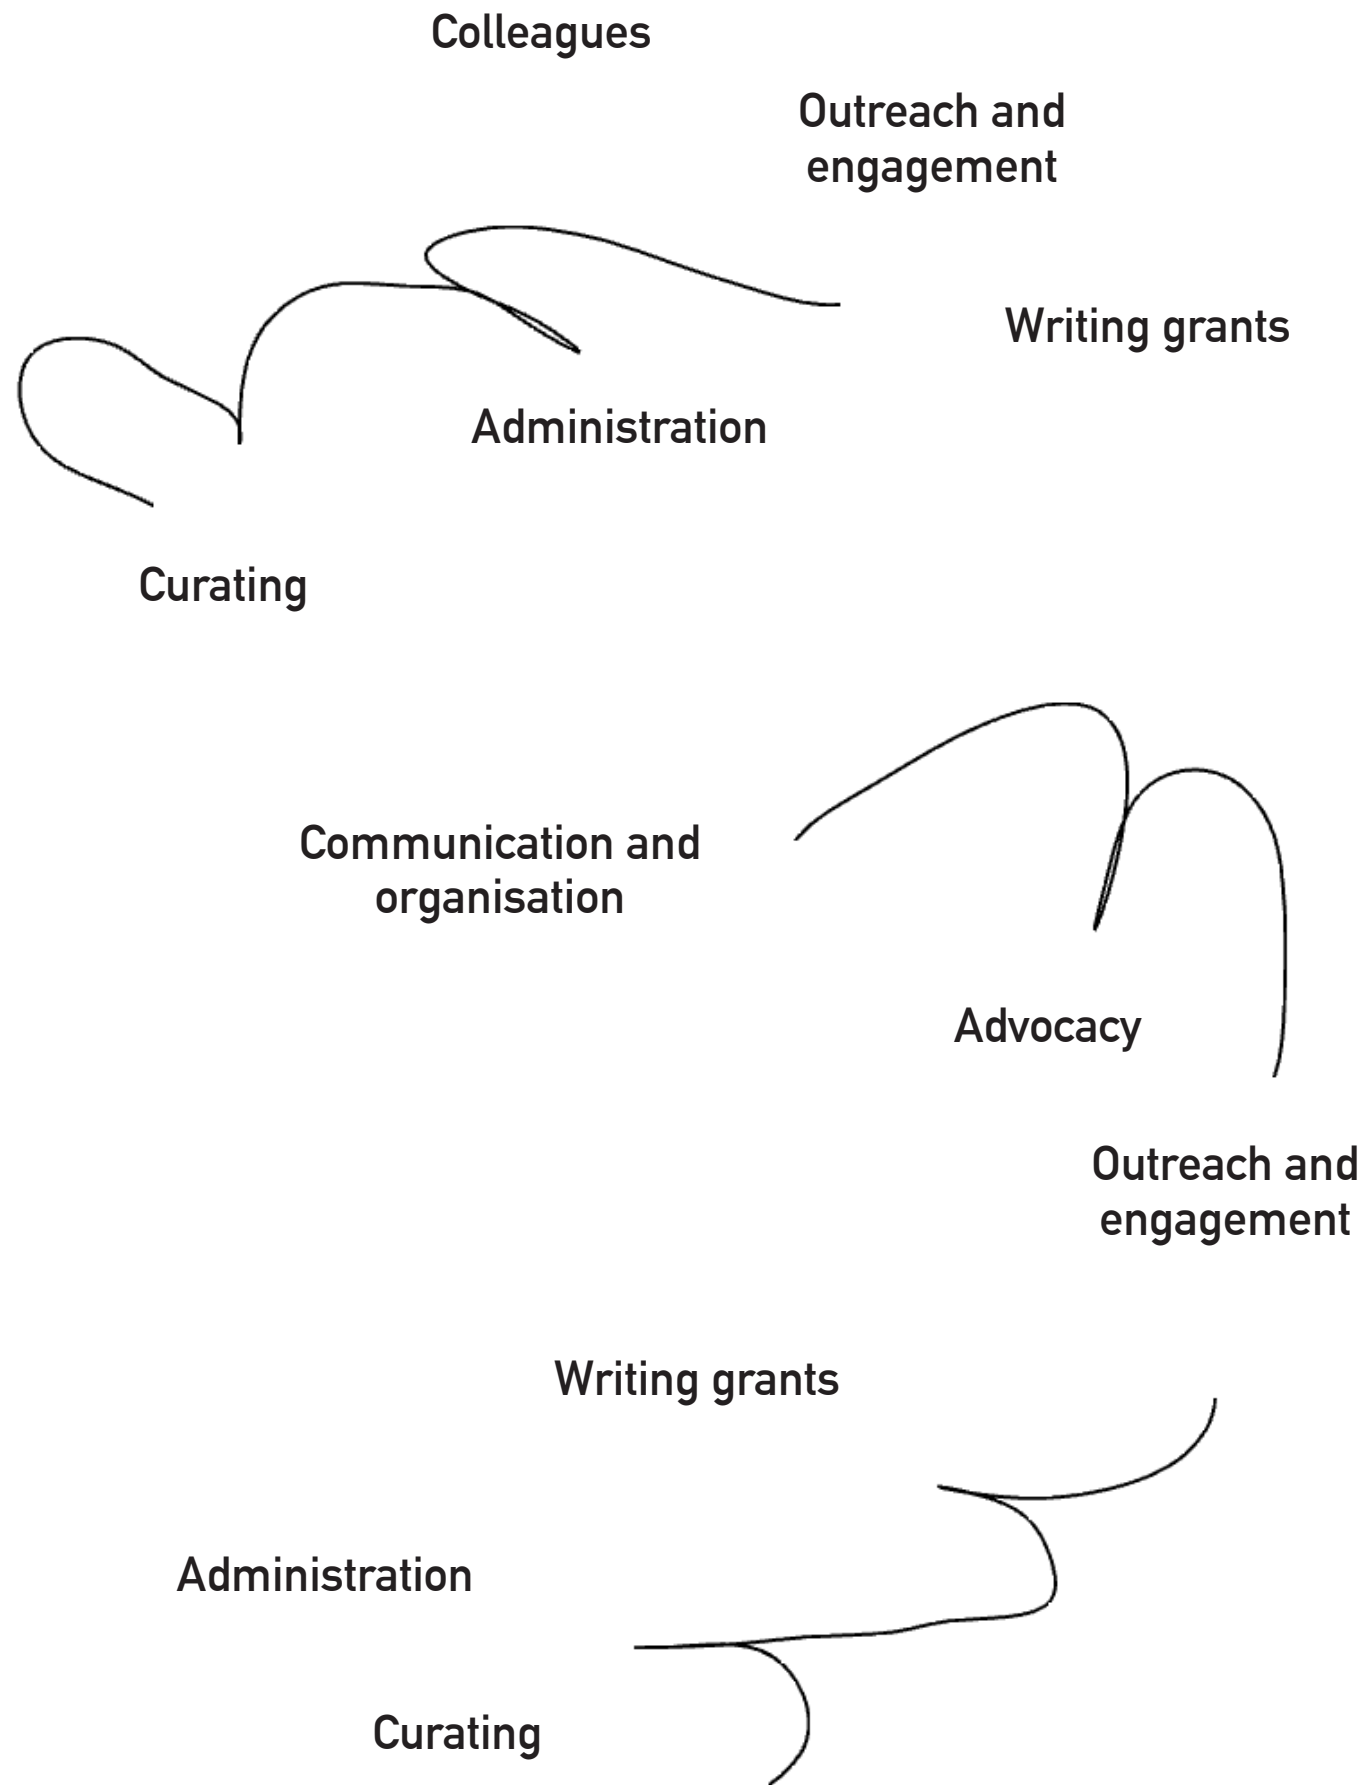 Colleagues
Outreach and
engagement
Writing grants
Administration
Curating
Communication and
organisation
Advocacy
Outreach and
engagement
Writing grants
Administration
Curating